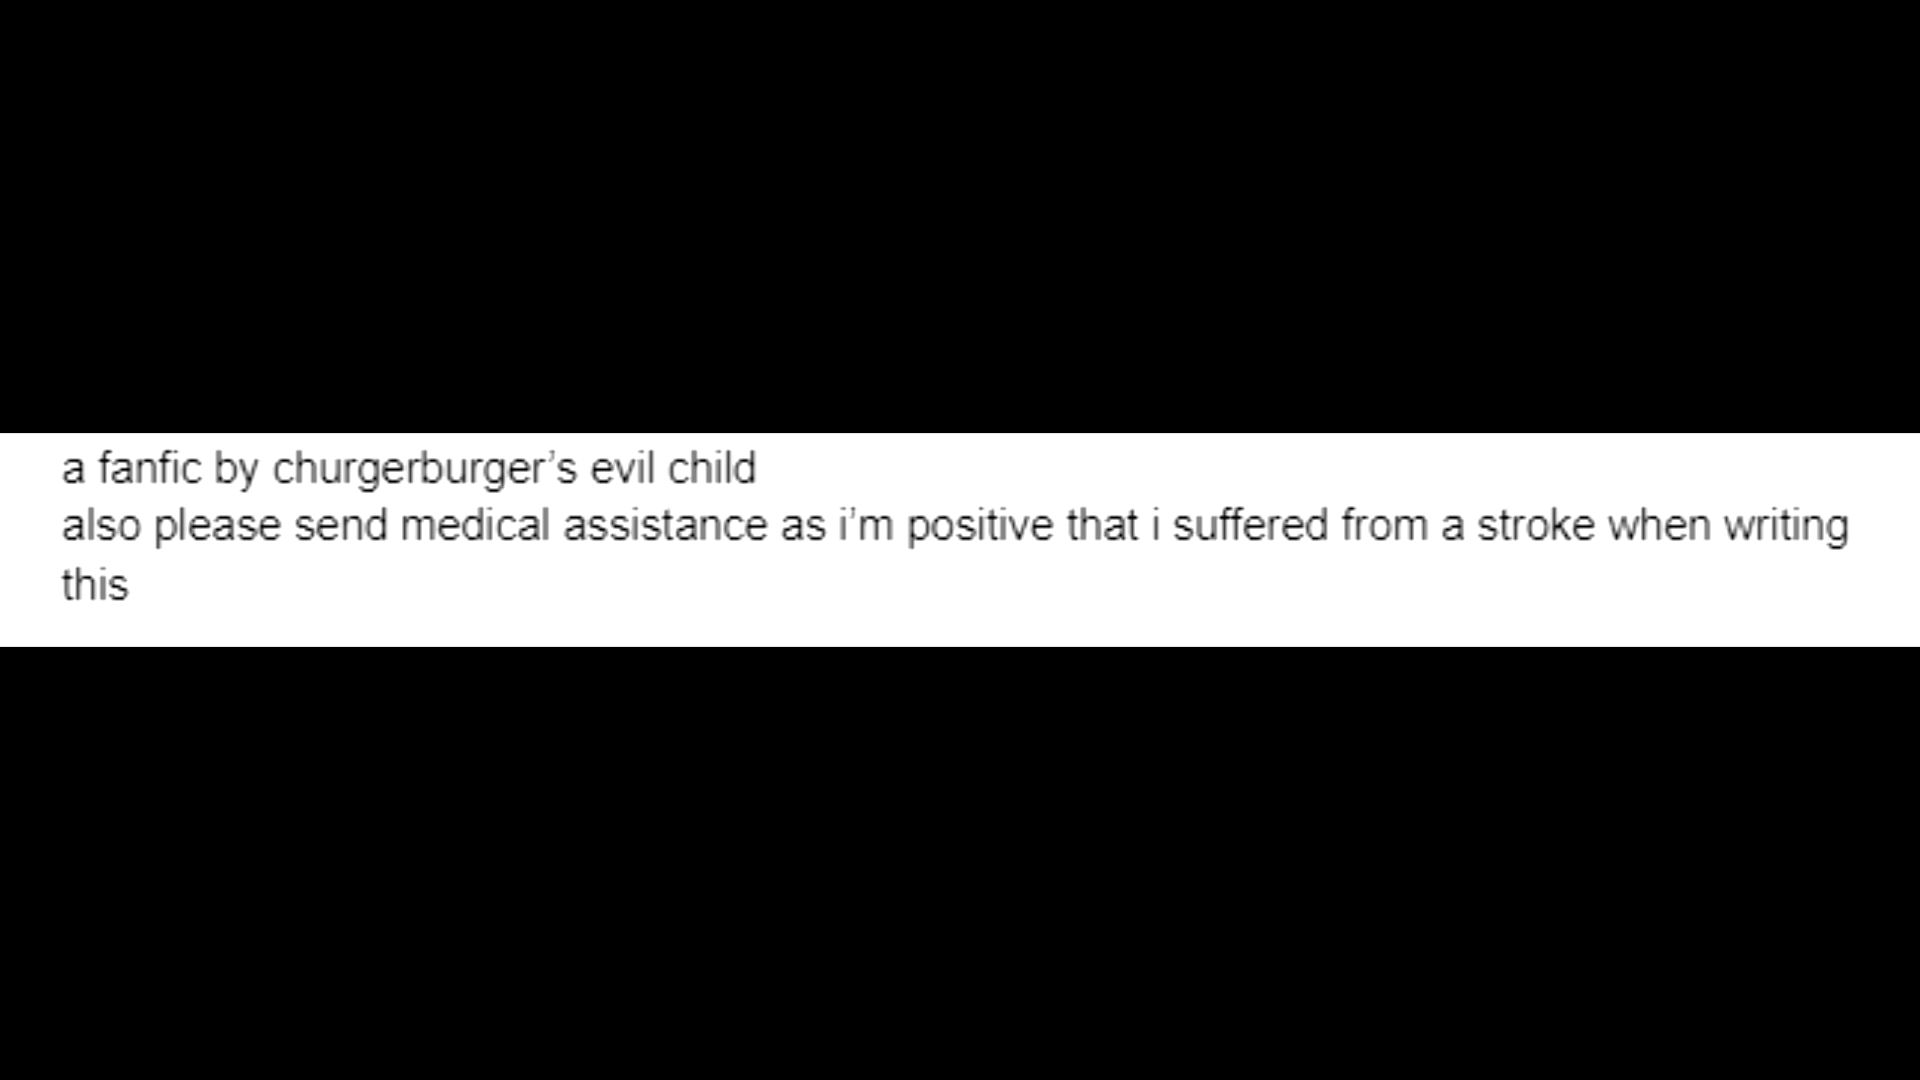 a fanfic by churgerburger’s evil child
also please send medical assistance as i’m positive that i suffered from a stroke when writing
this